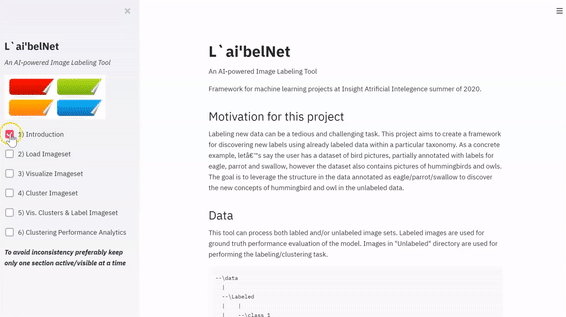 L`ai'belNet
An AI-powered Image Labeling Tool
1) Introduction
2) Load Imageset
3) Visualize Imageset
4) Cluster Imageset
5) Vis. Clusters & Label Imageset
6) Clustering Performance Analytics
To avoid inconsistency preferably keep
only one section active/visible at a time
L`ai'belNet
An AI-powered Image Labeling Tool
Framework for machine learning projects at Insight Atrificial Intelegence summer of 2020.
Motivation for this project
Labeling new data can be a tedious and challenging task. This project aims to create a framework
for discovering new labels using already labeled data within a particular taxonomy. As a concrete
example, letâ€™s say the user has a dataset of bird pictures, partially annotated with labels for
eagle, parrot and swallow, however the dataset also contains pictures of hummingbirds and owls.
The goal is to leverage the structure in the data annotated as eagle/parrot/swallow to discover
the new concepts of hummingbird and owl in the unlabeled data.
Data
This tool can process both labled and/or unlabeled image sets. Labeled images are used for
ground truth performance evaluation of the model. Images in "Unlabeled" directory are used for
performing the labeling/clustering task.
--\data
|
--\Labeled
| |
| --\class_1